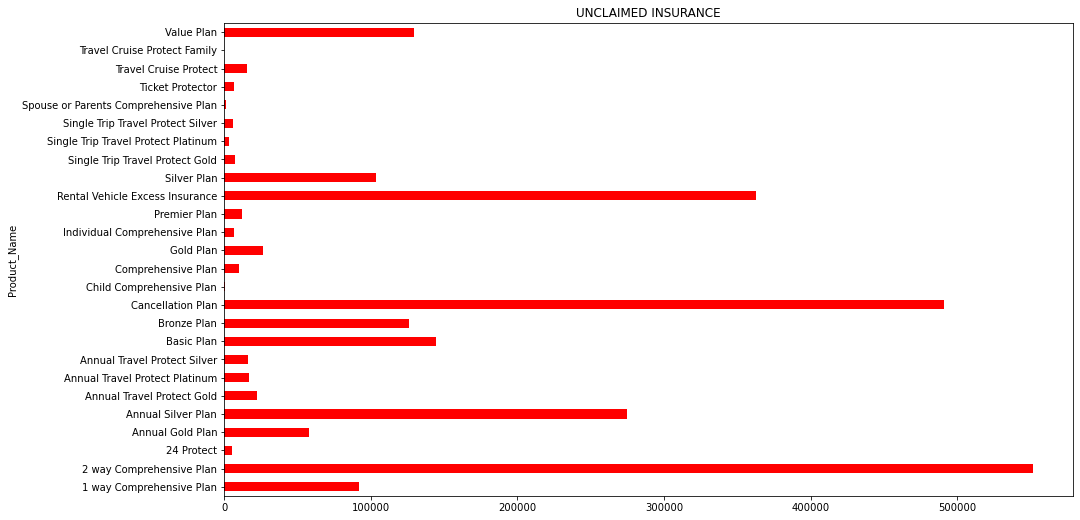 UNCLAIMED INSURANCE
Value Plan
Travel Cruise Protect Family
Travel Cruise Protect
Ticket Protector
Spouse or Parents Comprehensive Plan
Single Trip Travel Protect Silver
Single Trip Travel Protect Platinum
Single Trip Travel Protect Gold
Silver Plan
Rental Vehicle Excess Insurance
Premier Plan
Individual Comprehensive Plan
Gold Plan
Comprehensive Plan
Child Comprehensive Plan
Cancellation Plan
Bronze Plan
Basic Plan
Annual Travel Protect Silver
Annual Travel Protect Platinum
Annual Travel Protect Gold
Annual Silver Plan
Annual Gold Plan
24 Protect
2 way Comprehensive Plan
1 way Comprehensive Plan
Product_Name
0 100000 200000 300000 400000 500000